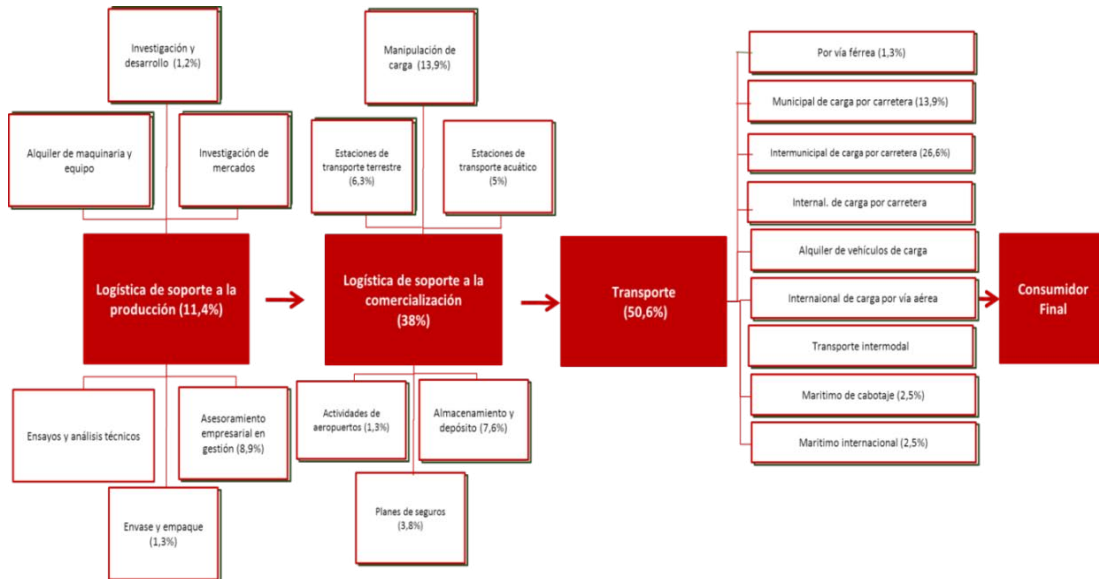 Investigación y
desarrollo (1,2%)
Alquiler de maquinaria y
equipo
Investigación de
mercados
Logística de soporte a la
producción (11,4%)
Ensayos y análisis técnicos
Asesoramiento
empresarial en
gestión (8,9%)
Envase y empaque
(1,3%)
Manipulación de
carga (13,9%)
Estaciones de
transporte terrestre
(6,3%)
Estaciones de
transporte acuático
(5%)
Logística de soporte a la
comercialización
(38%)
Actividades de
aeropuertos (1,3%)
Almacenamiento y
depósito (7,6%)
Planes de seguros
(3,8%)
Transporte
(50,6%)
Por vía férrea (1,3%)
Municipal de carga por carretera (13,9%)
Intermunicipal de carga por carretera (26,6%)
Internal. de carga por carretera
Alquiler de vehículos de carga
Internaional de carga por vía aérea
Transporte intermodal
Maritimo de cabotaje (2,5%)
Maritimo internacional (2,5%)
Consumidor
Final